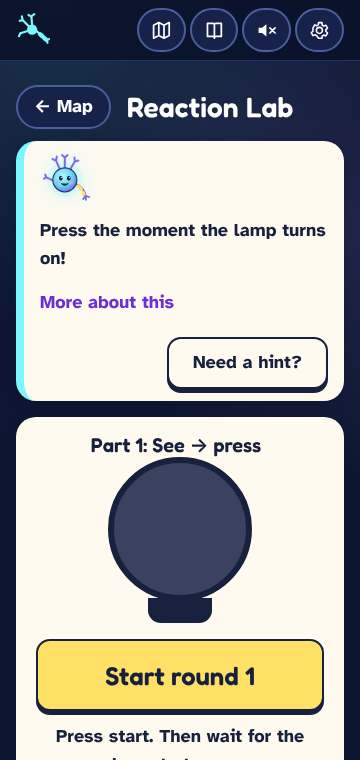 ← Map
Reaction Lab
Press the moment the lamp turns
on!
More about this
Need a hint?
Part 1: See → press
Start round 1
Press start. Then wait for the